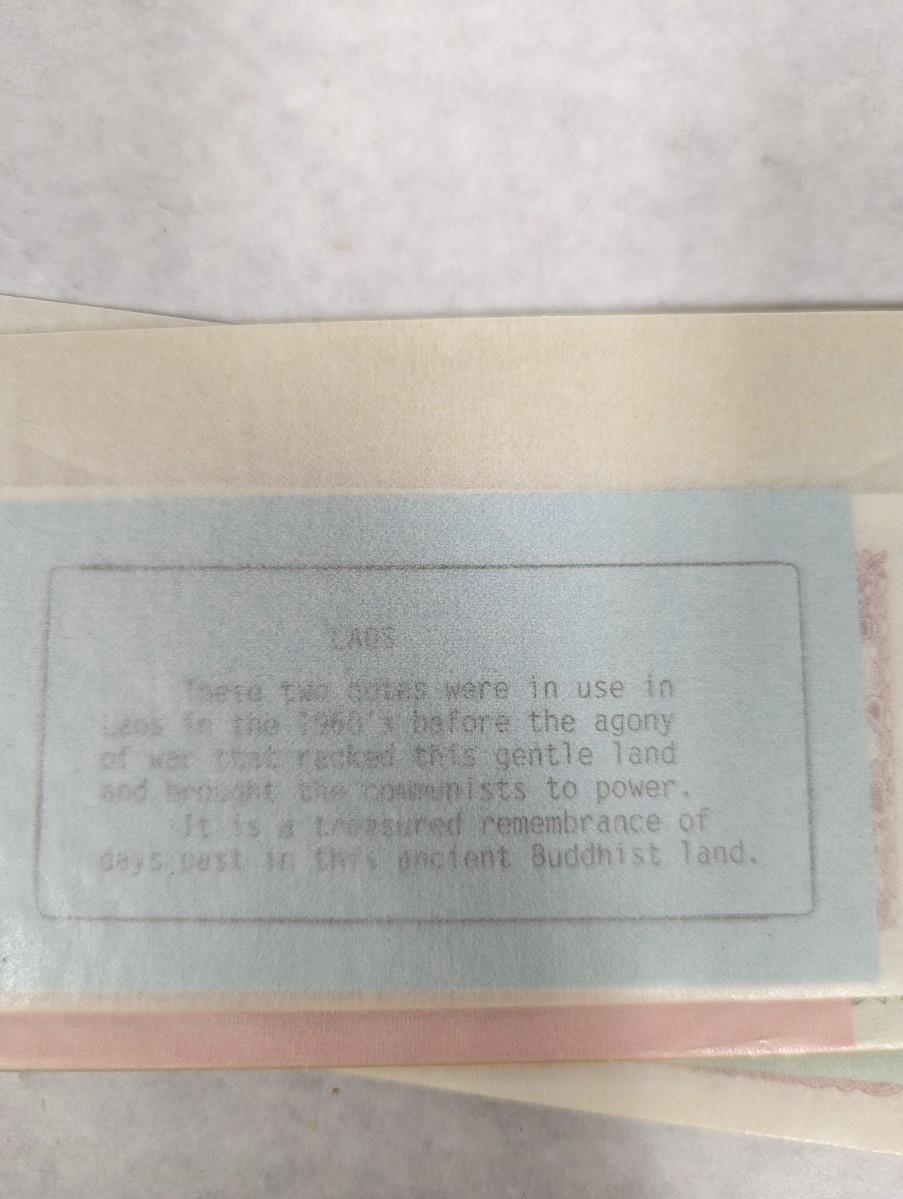 LAOS
These two notes were in use in
Laos in the 1960's before the agony
of war that racked this gentle land
and brought the communists to power.
It is a treasured remembrance of
days past in this ancient Buddhist land.